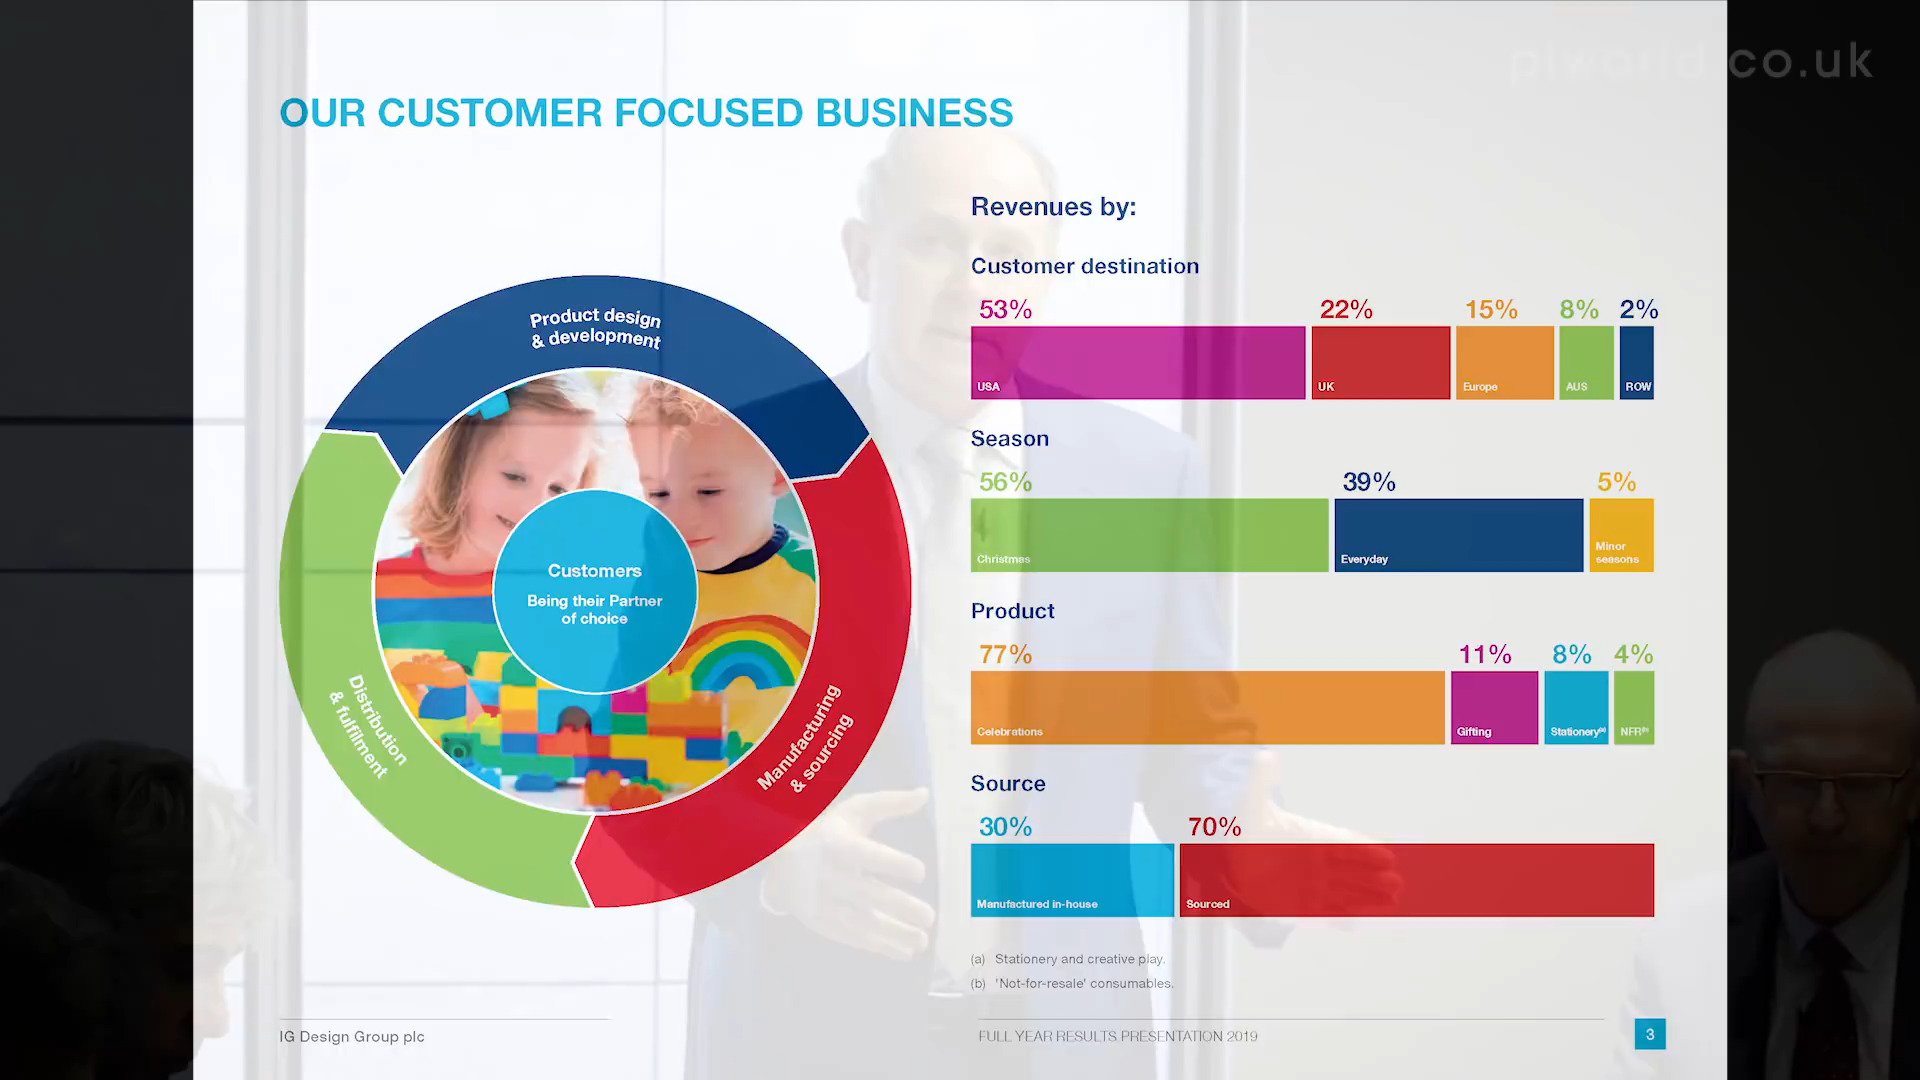 piworld.co.uk
OUR CUSTOMER FOCUSED BUSINESS
Product design
& development
Customers
Being their Partner
of choice
Distribution
& fulfilment
Manufacturing
& sourcing
Revenues by:
Customer destination
53% 22% 15% 8% 2%
USA UK Europe AUS ROW
Season
56% 39% 5%
Christmas Everyday Minor
seasons
Product
77% 11% 8% 4%
Celebrations Gifting Stationery(a) NFR(b)
Source
30% 70%
Manufactured in-house Sourced
(a) Stationery and creative play.
(b) 'Not-for-resale' consumables.
IG Design Group plc
FULL YEAR RESULTS PRESENTATION 2019
3